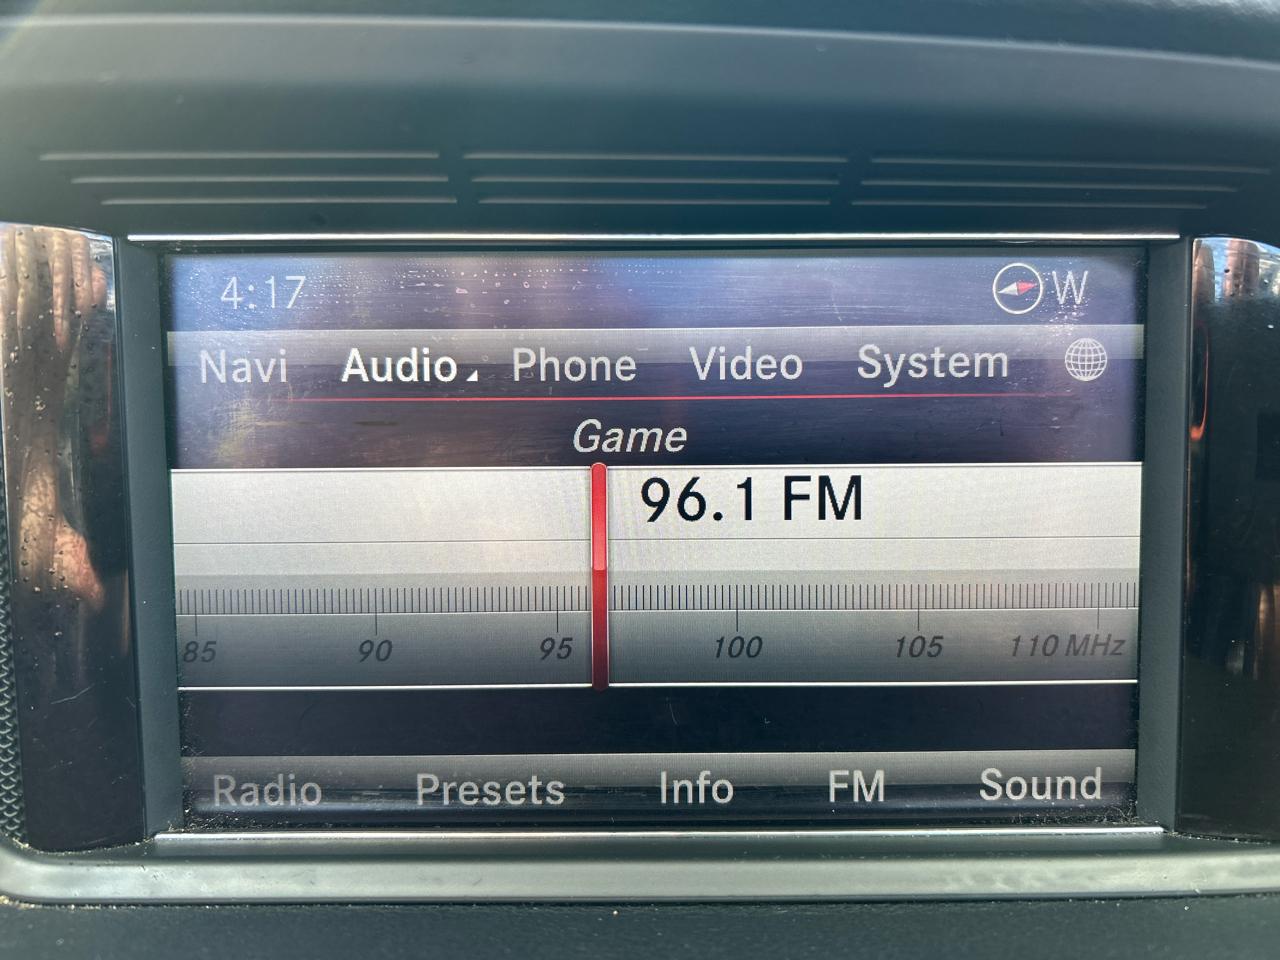 4:17 W
Navi Audio Phone Video System
Game
96.1 FM
85 90 95 100 105 110 MHz
Radio Presets Info FM Sound